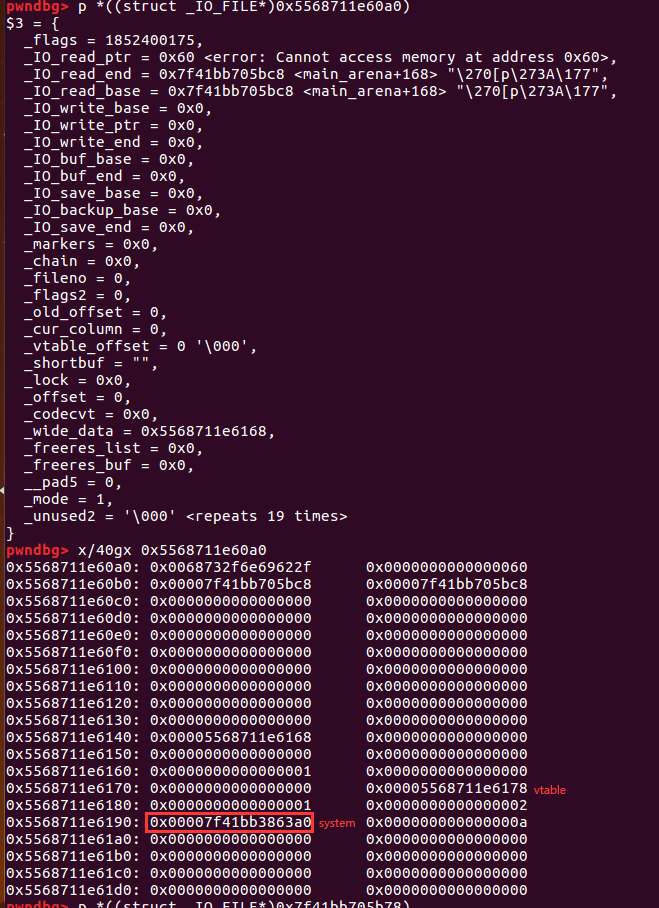 pwndbg> p *((struct _IO_FILE*)0x5568711e60a0)
$3 = {
  _flags = 1852400175,
  _IO_read_ptr = 0x60 <error: Cannot access memory at address 0x60>,
  _IO_read_end = 0x7f41bb705bc8 <main_arena+168> "\270[p\273A\177",
  _IO_read_base = 0x7f41bb705bc8 <main_arena+168> "\270[p\273A\177",
  _IO_write_base = 0x0,
  _IO_write_ptr = 0x0,
  _IO_write_end = 0x0,
  _IO_buf_base = 0x0,
  _IO_buf_end = 0x0,
  _IO_save_base = 0x0,
  _IO_backup_base = 0x0,
  _IO_save_end = 0x0,
  _markers = 0x0,
  _chain = 0x0,
  _fileno = 0,
  _flags2 = 0,
  _old_offset = 0,
  _cur_column = 0,
  _vtable_offset = 0 '\000',
  _shortbuf = "",
  _lock = 0x0,
  _offset = 0,
  _codecvt = 0x0,
  _wide_data = 0x5568711e6168,
  _freeres_list = 0x0,
  _freeres_buf = 0x0,
  __pad5 = 0,
  _mode = 1,
  _unused2 = '\000' <repeats 19 times>
}
pwndbg> x/40gx 0x5568711e60a0
0x5568711e60a0: 0x0068732f6e69622f 0x0000000000000060
0x5568711e60b0: 0x00007f41bb705bc8 0x00007f41bb705bc8
0x5568711e60c0: 0x0000000000000000 0x0000000000000000
0x5568711e60d0: 0x0000000000000000 0x0000000000000000
0x5568711e60e0: 0x0000000000000000 0x0000000000000000
0x5568711e60f0: 0x0000000000000000 0x0000000000000000
0x5568711e6100: 0x0000000000000000 0x0000000000000000
0x5568711e6110: 0x0000000000000000 0x0000000000000000
0x5568711e6120: 0x0000000000000000 0x0000000000000000
0x5568711e6130: 0x0000000000000000 0x0000000000000000
0x5568711e6140: 0x00005568711e6168 0x0000000000000000
0x5568711e6150: 0x0000000000000000 0x0000000000000000
0x5568711e6160: 0x0000000000000001 0x0000000000000000
0x5568711e6170: 0x0000000000000000 0x00005568711e6178 vtable
0x5568711e6180: 0x0000000000000001 0x0000000000000002
0x5568711e6190: 0x00007f41bb3863a0 system 0x000000000000000a
0x5568711e61a0: 0x0000000000000000 0x0000000000000000
0x5568711e61b0: 0x0000000000000000 0x0000000000000000
0x5568711e61c0: 0x0000000000000000 0x0000000000000000
0x5568711e61d0: 0x0000000000000000 0x0000000000000000
pwndbg> p *((struct _IO_FILE*)0x7f41bb705b78)